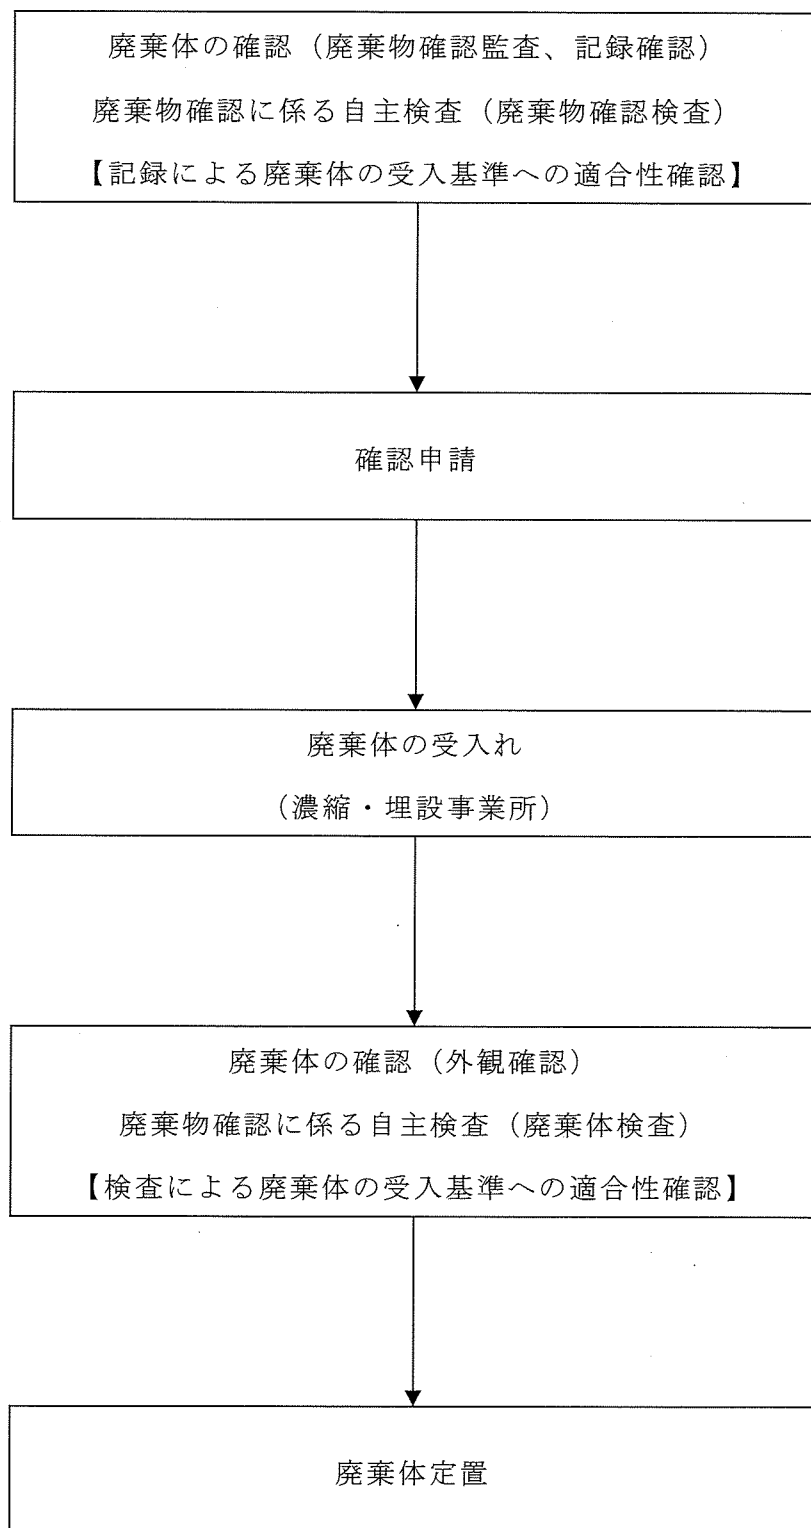 廃棄体の確認（廃棄物確認監査、記録確認）
廃棄物確認に係る自主検査（廃棄物確認検査）
【記録による廃棄体の受入基準への適合性確認】
確認申請
廃棄体の受入れ
（濃縮・埋設事業所）
廃棄体の確認（外観確認）
廃棄物確認に係る自主検査（廃棄体検査）
【検査による廃棄体の受入基準への適合性確認】
廃棄体定置